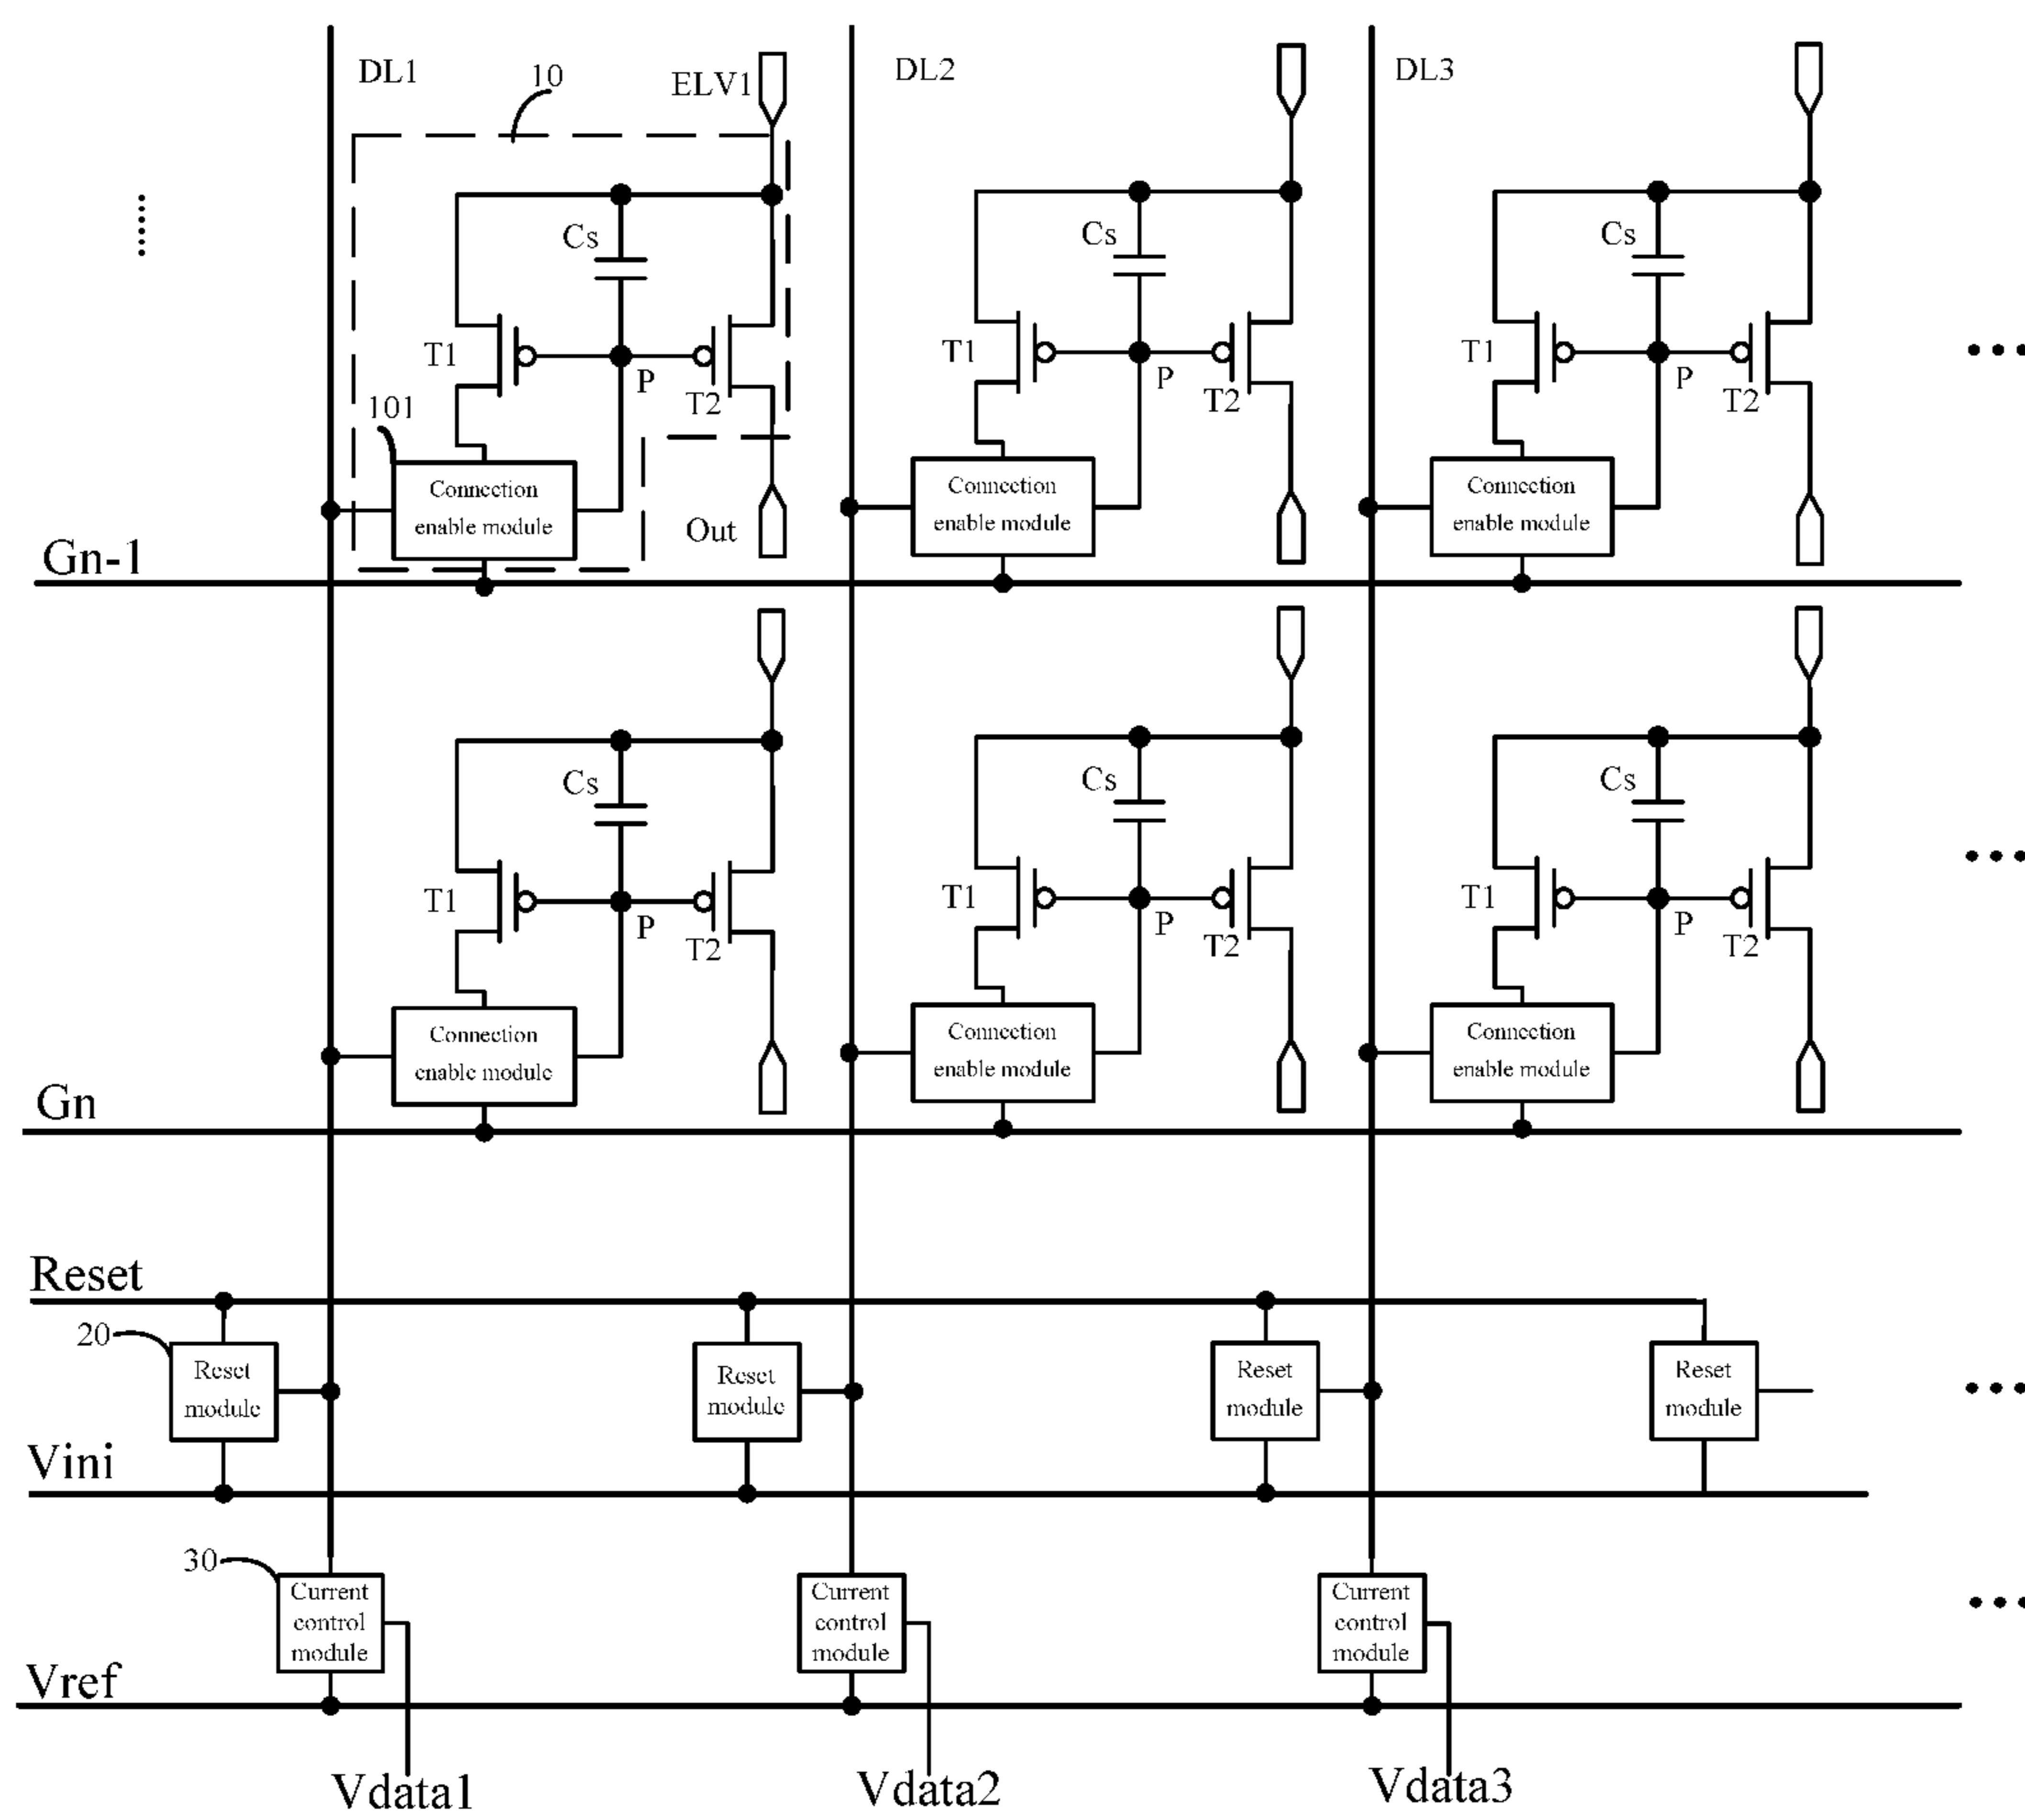 DL1
10
ELV1
DL2
DL3
Cs
Cs
Cs
T1
P
T2
T1
P
T2
T1
P
T2
101
Connection
enable module
Out
Connection
enable module
Connection
enable module
Gn-1
Cs
Cs
Cs
T1
P
T2
T1
P
T2
T1
P
T2
Connection
enable module
Connection
enable module
Connection
enable module
Gn
Reset
20
Reset
module
Reset
module
Reset
module
Reset
module
Vini
30
Current
control
module
Current
control
module
Current
control
module
Vref
Vdata1
Vdata2
Vdata3